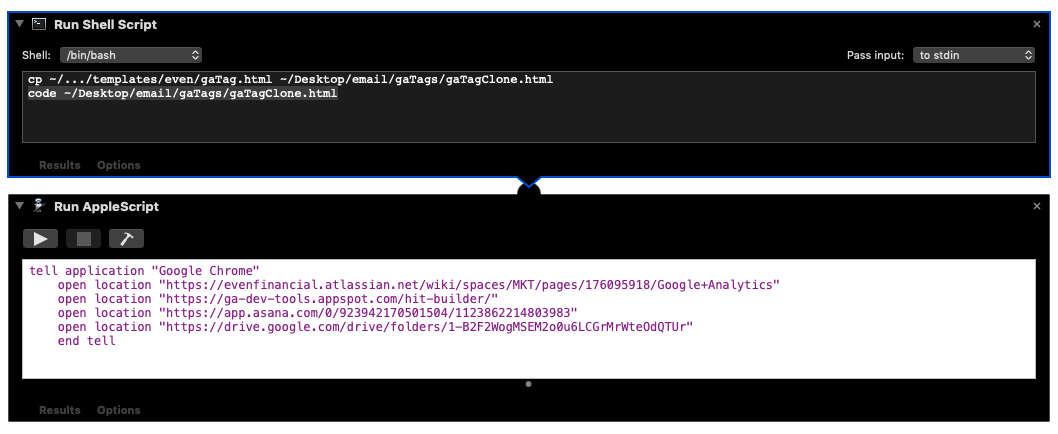 Run Shell Script
Shell: /bin/bash Pass input: to stdin
cp ~/.../templates/even/gaTag.html ~/Desktop/email/gaTags/gaTagClone.html
code ~/Desktop/email/gaTags/gaTagClone.html
Results Options
Run AppleScript
tell application "Google Chrome"
open location "https://evenfinancial.atlassian.net/wiki/spaces/MKT/pages/176095918/Google+Analytics"
open location "https://ga-dev-tools.appspot.com/hit-builder/"
open location "https://app.asana.com/0/923942170501504/1123862214803983"
open location "https://drive.google.com/drive/folders/1-B2F2WogMSEM2o0u6LCGrMrWteOdQTUr"
end tell
Results Options